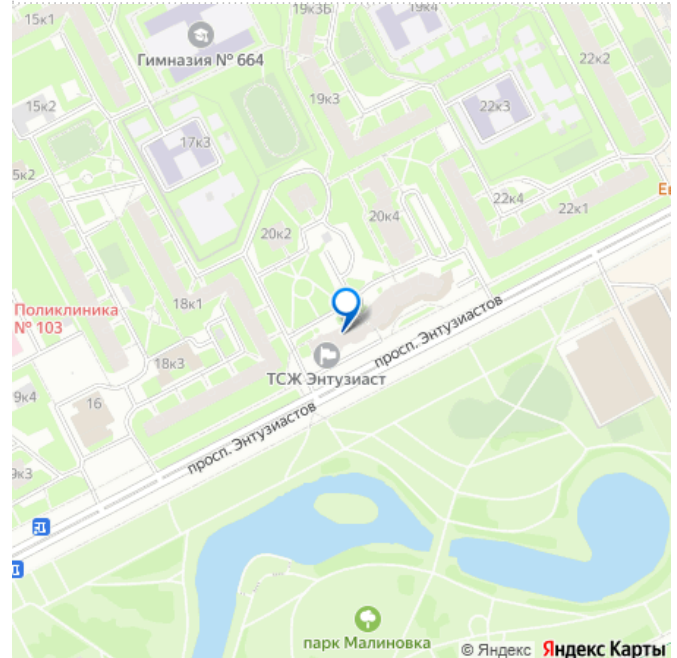 15к1
19к3Б
19к4
Гимназия № 664
22к2
15к2
19к3
22к3
17к3
5к2
22к4
22к1
20к4
20к2
Поликлиника
№ 103
18к1
просп. Энтузиастов
18к3
ТСЖ Энтузиаст
9к4
16
просп. Энтузиастов
9к3
парк Малиновка
© Яндекс Яндекс Карты